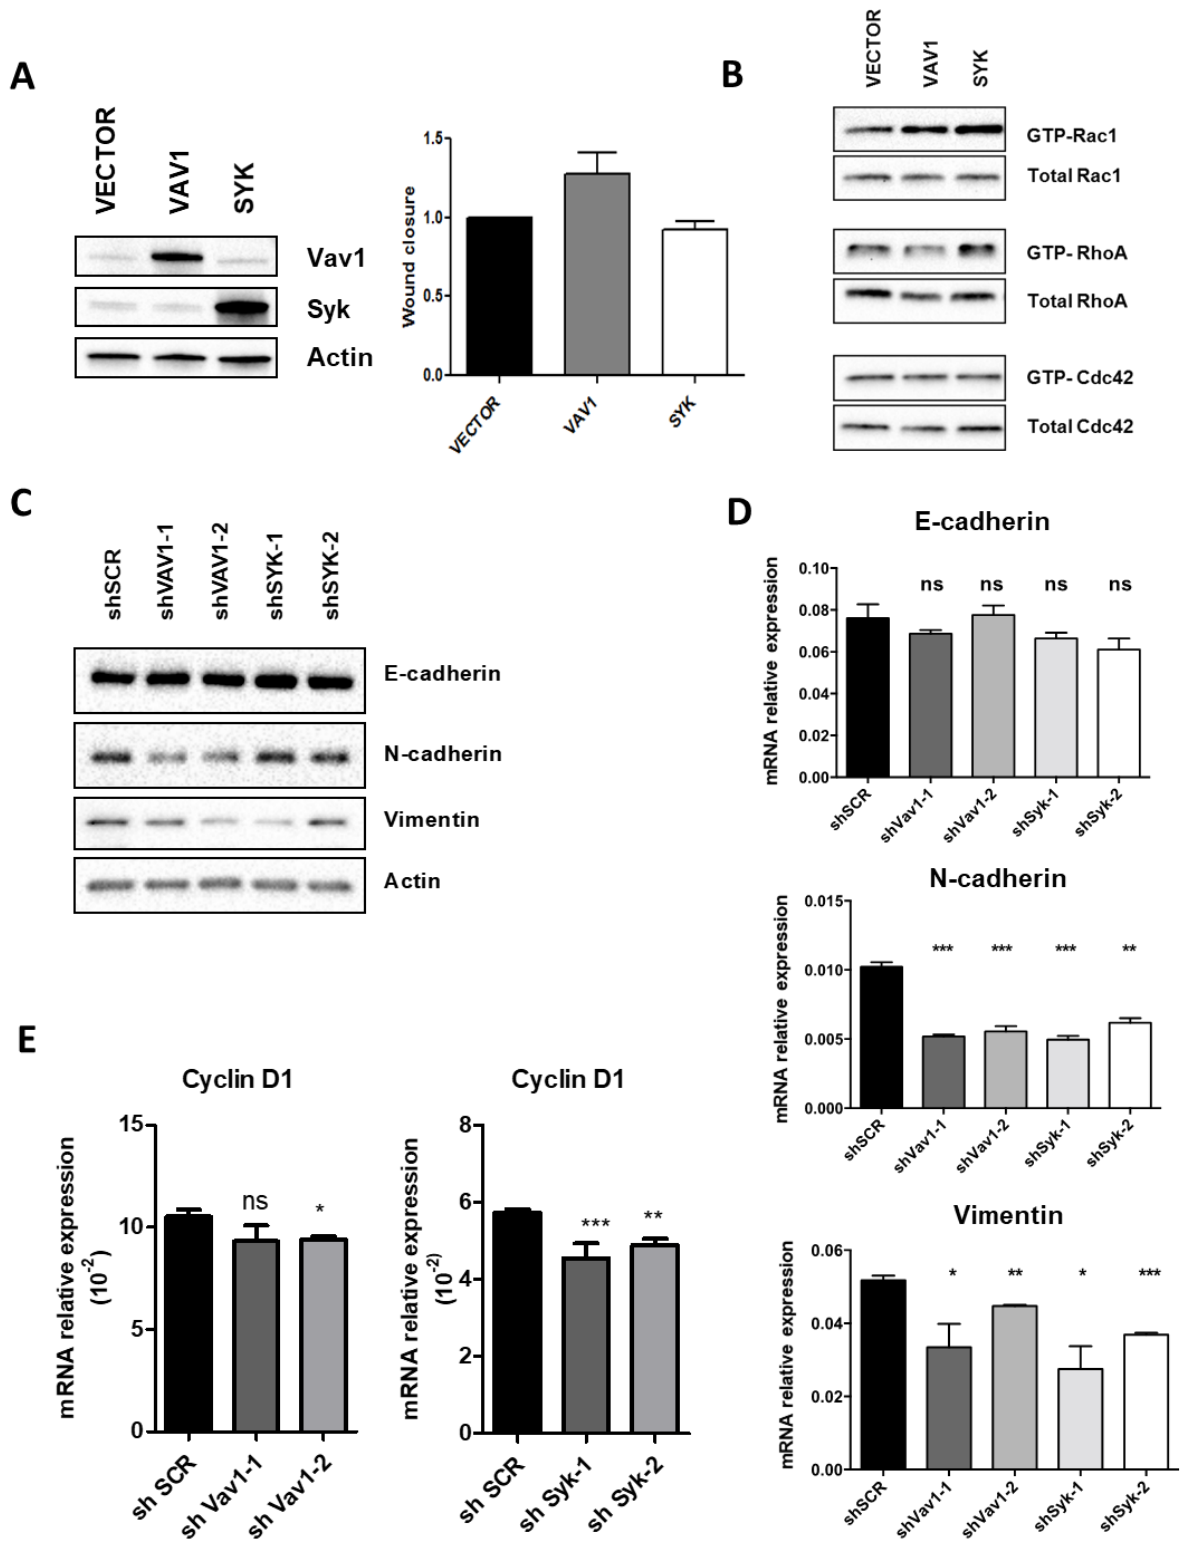 A
VECTOR
VAV1
SYK
Vav1
Syk
Actin
Wound closure
1.5
1.0
0.5
0.0
VECTOR
VAV1
SYK
B
VECTOR
VAV1
SYK
GTP-Rac1
Total Rac1
GTP- RhoA
Total RhoA
GTP- Cdc42
Total Cdc42
C
shSCR
shVAV1-1
shVAV1-2
shSYK-1
shSYK-2
E-cadherin
N-cadherin
Vimentin
Actin
D
E-cadherin
mRNA relative expression
0.10
0.08
0.06
0.04
0.02
0.00
ns
ns
ns
ns
shSCR
shVav1-1
shVav1-2
shSyk-1
shSyk-2
N-cadherin
mRNA relative expression
0.015
0.010
0.005
0.000
***
***
***
**
shSCR
shVav1-1
shVav1-2
shSyk-1
shSyk-2
Vimentin
mRNA relative expression
0.06
0.04
0.02
0.00
*
**
*
***
shSCR
shVav1-1
shVav1-2
shSyk-1
shSyk-2
E
Cyclin D1
mRNA relative expression
(10-2)
15
10
5
0
ns
*
sh SCR
sh Vav1-1
sh Vav1-2
Cyclin D1
mRNA relative expression
(10-2)
8
6
4
2
0
***
**
sh SCR
sh Syk-1
sh Syk-2